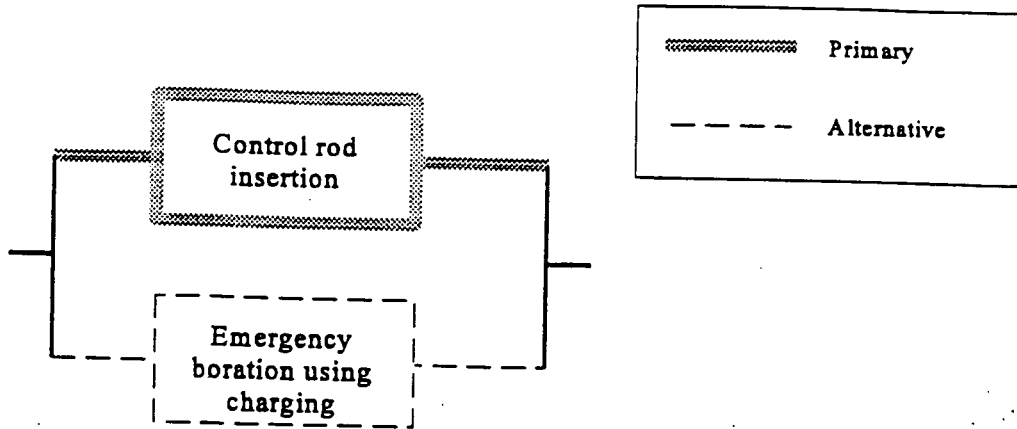 Primary
Alternative
Control rod
insertion
Emergency
boration using
charging